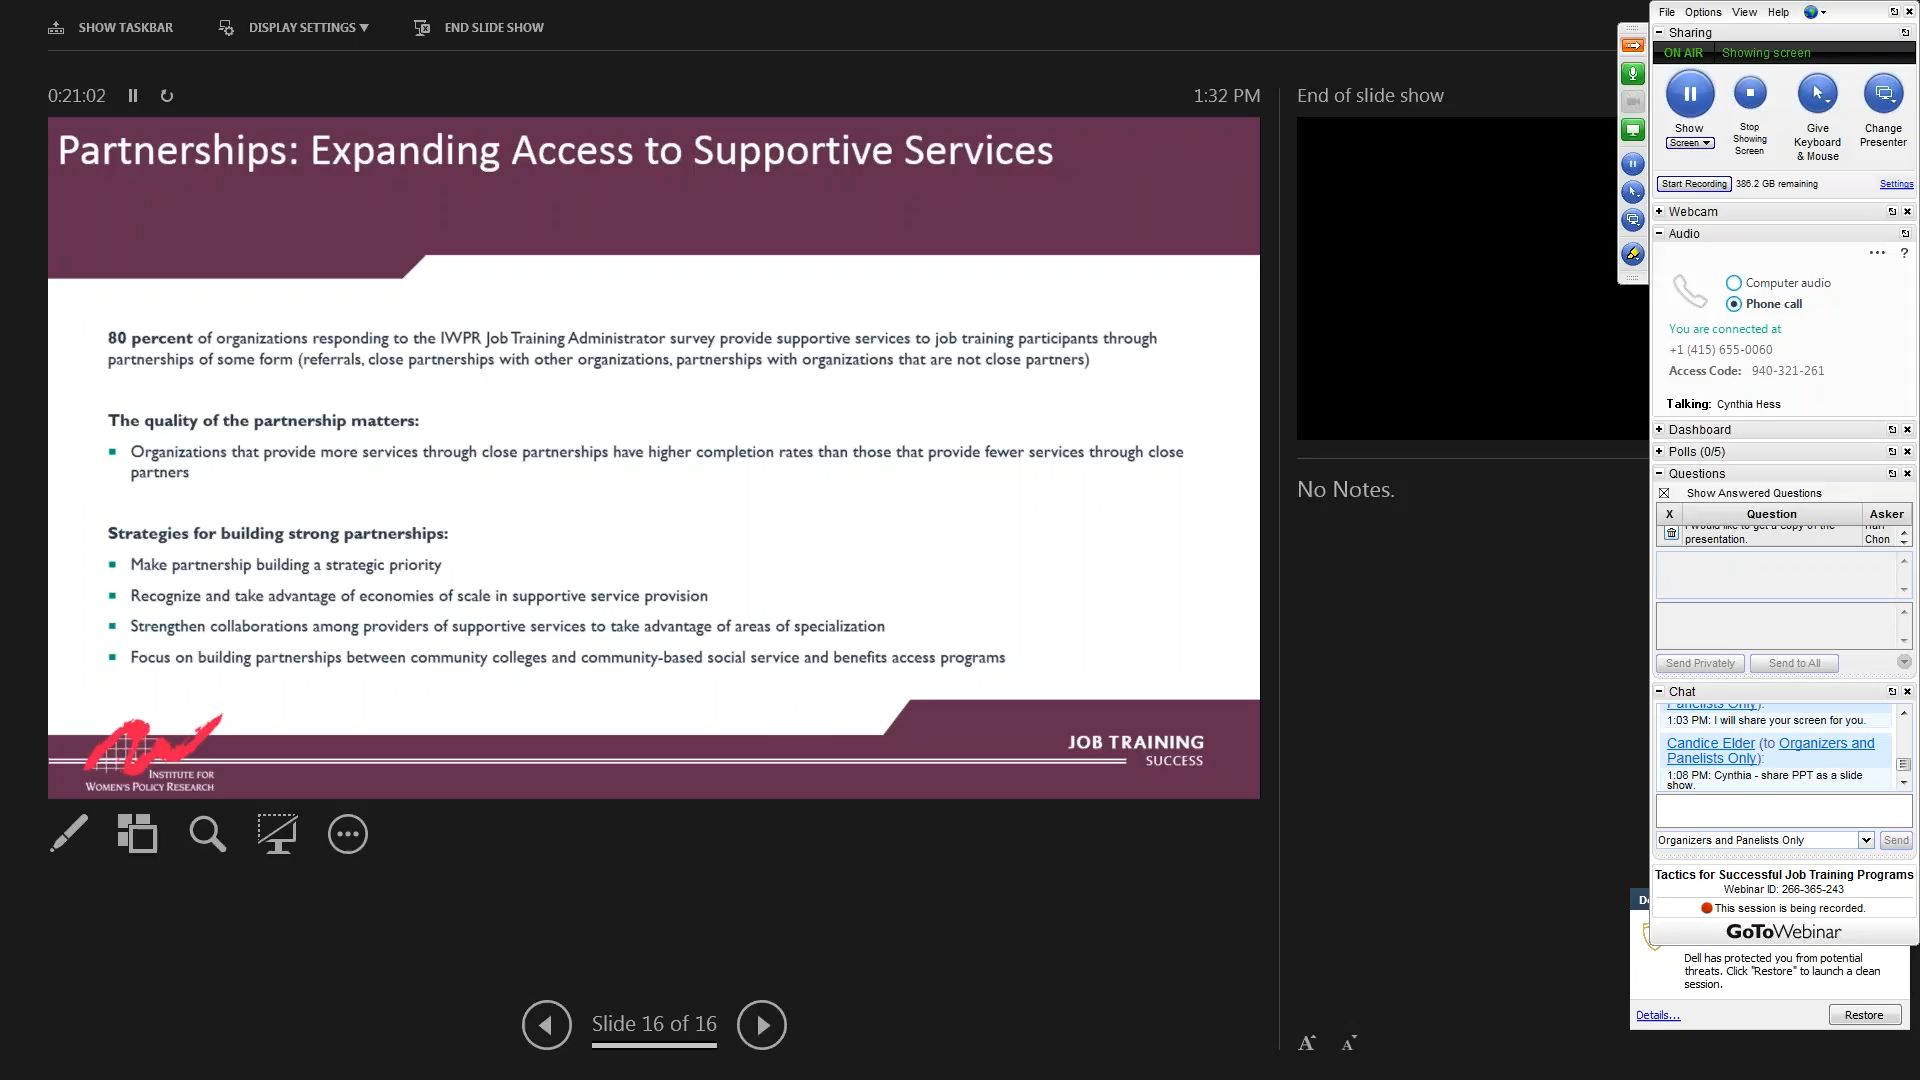 SHOW TASKBAR
DISPLAY SETTINGS ▼
END SLIDE SHOW
0:21:02
1:32 PM
Partnerships: Expanding Access to Supportive Services
80 percent of organizations responding to the IWPR Job Training Administrator survey provide supportive services to job training participants through
partnerships of some form (referrals, close partnerships with other organizations, partnerships with organizations that are not close partners)
The quality of the partnership matters:
Organizations that provide more services through close partnerships have higher completion rates than those that provide fewer services through close
partners
Strategies for building strong partnerships:
Make partnership building a strategic priority
Recognize and take advantage of economies of scale in supportive service provision
Strengthen collaborations among providers of supportive services to take advantage of areas of specialization
Focus on building partnerships between community colleges and community-based social service and benefits access programs
INSTITUTE FOR
WOMEN'S POLICY RESEARCH
JOB TRAINING
SUCCESS
Slide 16 of 16
End of slide show
No Notes.
A A
File Options View Help
Sharing
ON AIR Showing screen
Show
Screen
Stop
Showing
Screen
Give
Keyboard
& Mouse
Change
Presenter
Start Recording 386.2 GB remaining Settings
Webcam
Audio
... ?
Computer audio
Phone call
You are connected at
+1 (415) 655-0060
Access Code: 940-321-261
Talking: Cynthia Hess
Dashboard
Polls (0/5)
Questions
Show Answered Questions
X Question Asker
I would like to get a copy of the
presentation. Chon
Send Privately Send to All
Chat
Panelists Only):
1:03 PM: I will share your screen for you.
Candice Elder (to Organizers and
Panelists Only):
1:08 PM: Cynthia - share PPT as a slide
show.
Organizers and Panelists Only Send
Tactics for Successful Job Training Programs
Webinar ID: 266-365-243
This session is being recorded.
GoToWebinar
Dell has protected you from potential
threats. Click "Restore" to launch a clean
session.
Details... Restore